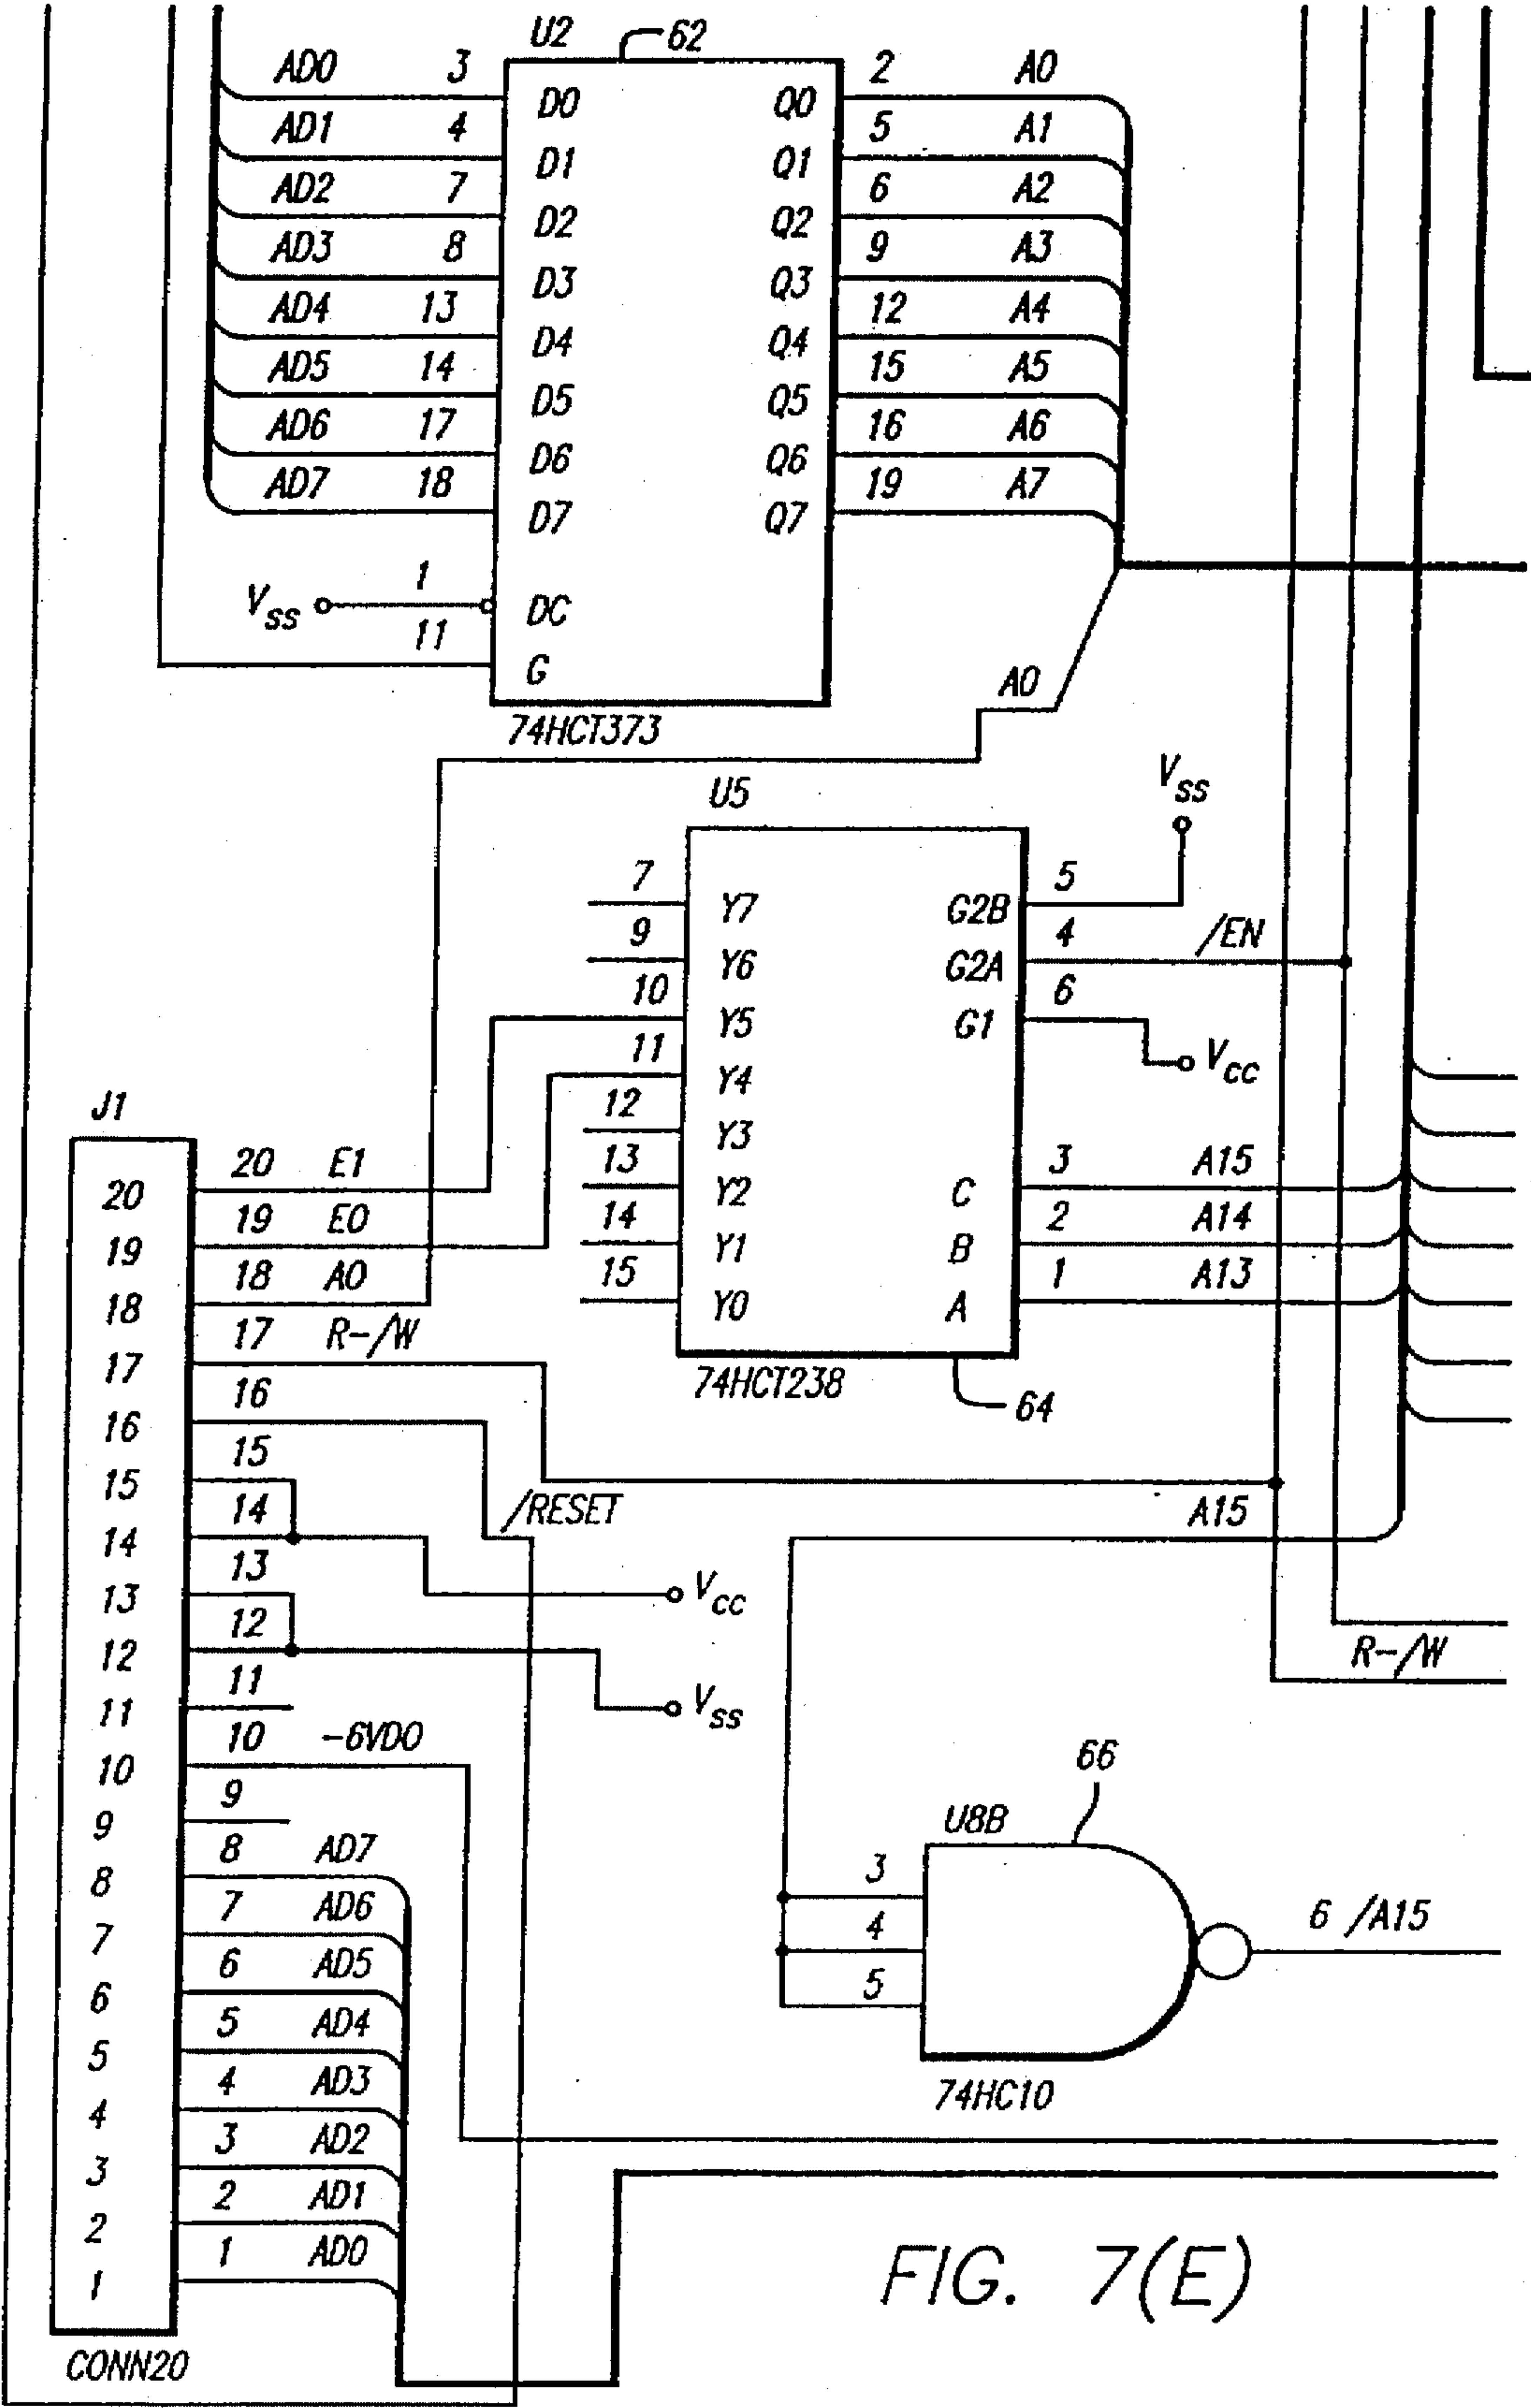 U2 62
AD0 3 D0 Q0 2 A0
AD1 4 D1 Q1 5 A1
AD2 7 D2 Q2 6 A2
AD3 8 D3 Q3 9 A3
AD4 13 D4 Q4 12 A4
AD5 14 D5 Q5 15 A5
AD6 17 D6 Q6 16 A6
AD7 18 D7 Q7 19 A7
Vss 1 DC
11 G
A0
74HCT373
U5
Vss
7 Y7 G2B 5
9 Y6 G2A 4 /EN
10 Y5 G1 6
Vcc
11 Y4
12 Y3
13 Y2 C 3 A15
14 Y1 B 2 A14
15 Y0 A 1 A13
74HCT238
64
J1
20 20 E1
19 19 E0
18 18 A0
17 17 R-/W
16 16
/RESET
15 15
14 14
Vcc
13 13
12 12
Vss
11 11
10 10 -6VDO
9 9
8 8 AD7
7 7 AD6
6 6 AD5
5 5 AD4
4 4 AD3
3 3 AD2
2 2 AD1
1 1 AD0
CONN20
A15
R-/W
66
U8B
3
4
5
6 /A15
74HC10
FIG. 7(E)